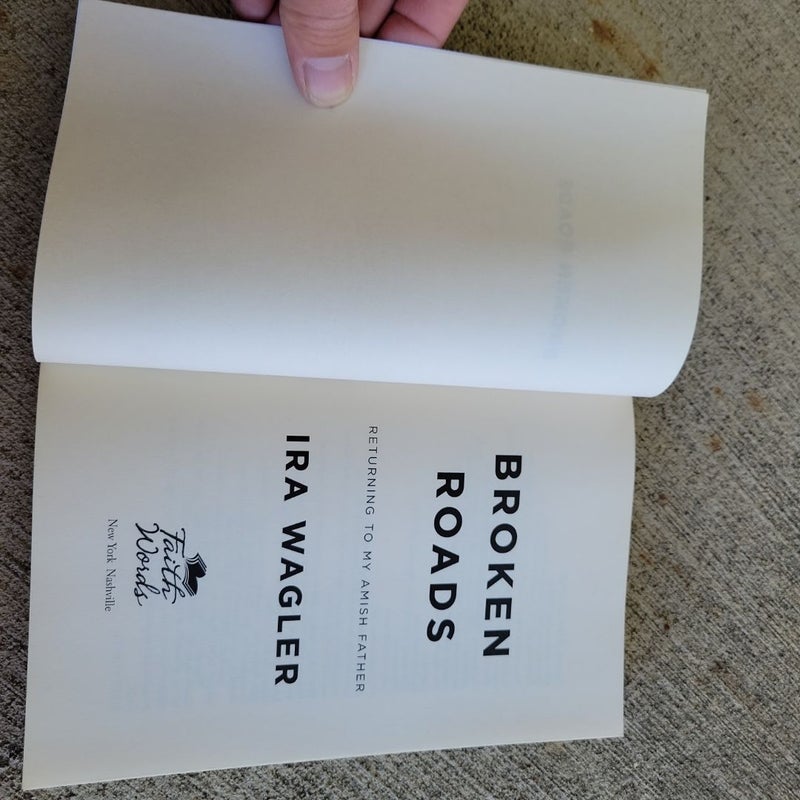 BROKEN
ROADS
RETURNING TO MY AMISH FATHER
IRA WAGLER
Faith
Words
New York Nashville